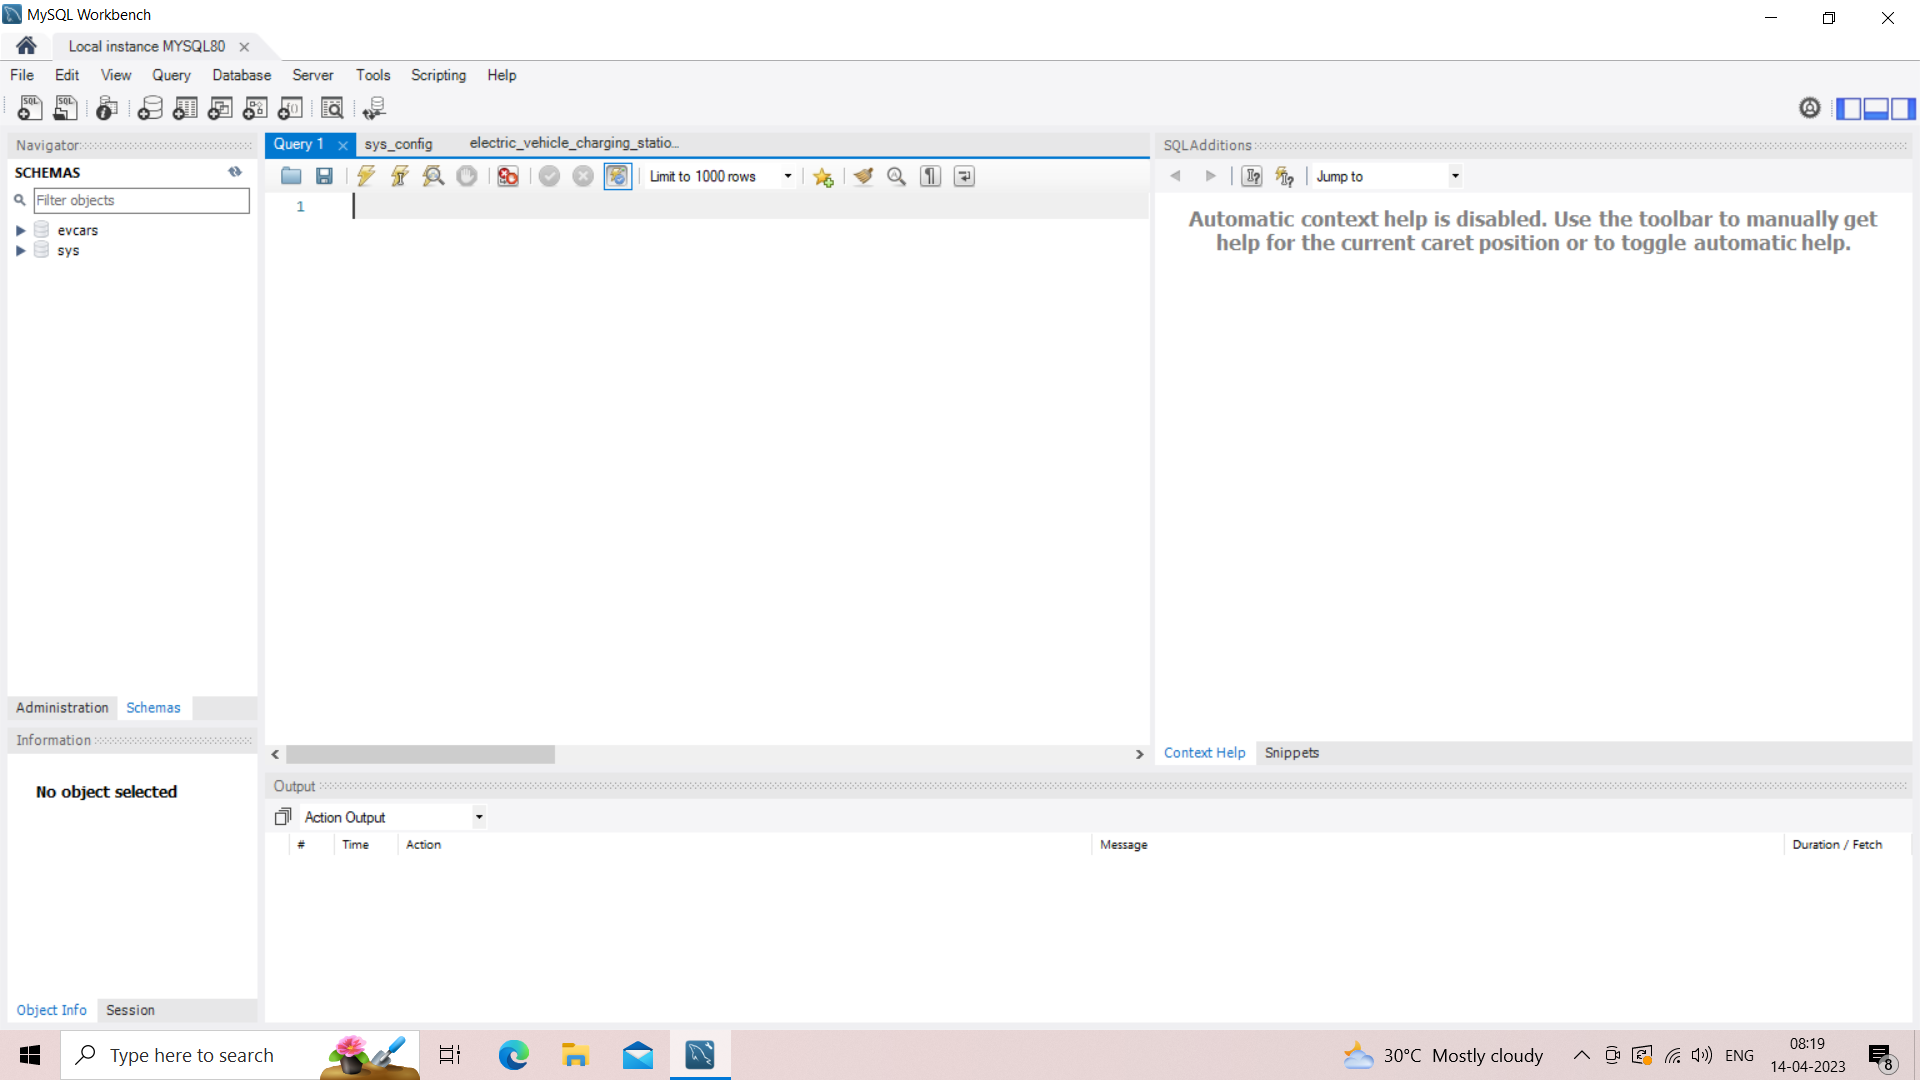 MySQL Workbench
Local instance MYSQL80
File Edit View Query Database Server Tools Scripting Help
Navigator
SCHEMAS
Filter objects
evcars
sys
Administration Schemas
Information
No object selected
Object Info Session
Query 1 sys_config electric_vehicle_charging_statio...
Limit to 1000 rows
1
SQLAdditions
Jump to
Automatic context help is disabled. Use the toolbar to manually get
help for the current caret position or to toggle automatic help.
Context Help Snippets
Output
Action Output
# Time Action Message Duration / Fetch
Type here to search
30°C Mostly cloudy
ENG
08:19
14-04-2023
8